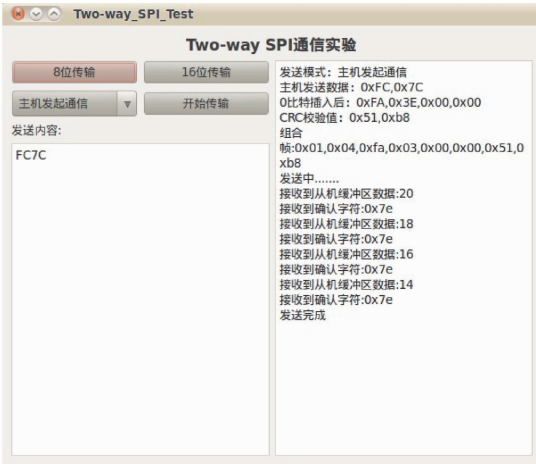 Two-way_SPI_Test
Two-way SPI通信实验
8位传输
16位传输
主机发起通信
开始传输
发送内容:
FC7C
发送模式：主机发起通信
主机发送数据：0xFC,0x7C
0比特插入后：0xFA,0x3E,0x00,0x00
CRC校验值：0x51,0xb8
组合
帧:0x01,0x04,0xfa,0x03,0x00,0x00,0x51,0
xb8
发送中.......
接收到从机缓冲区数据:20
接收到确认字符:0x7e
接收到从机缓冲区数据:18
接收到确认字符:0x7e
接收到从机缓冲区数据:16
接收到确认字符:0x7e
接收到从机缓冲区数据:14
接收到确认字符:0x7e
发送完成